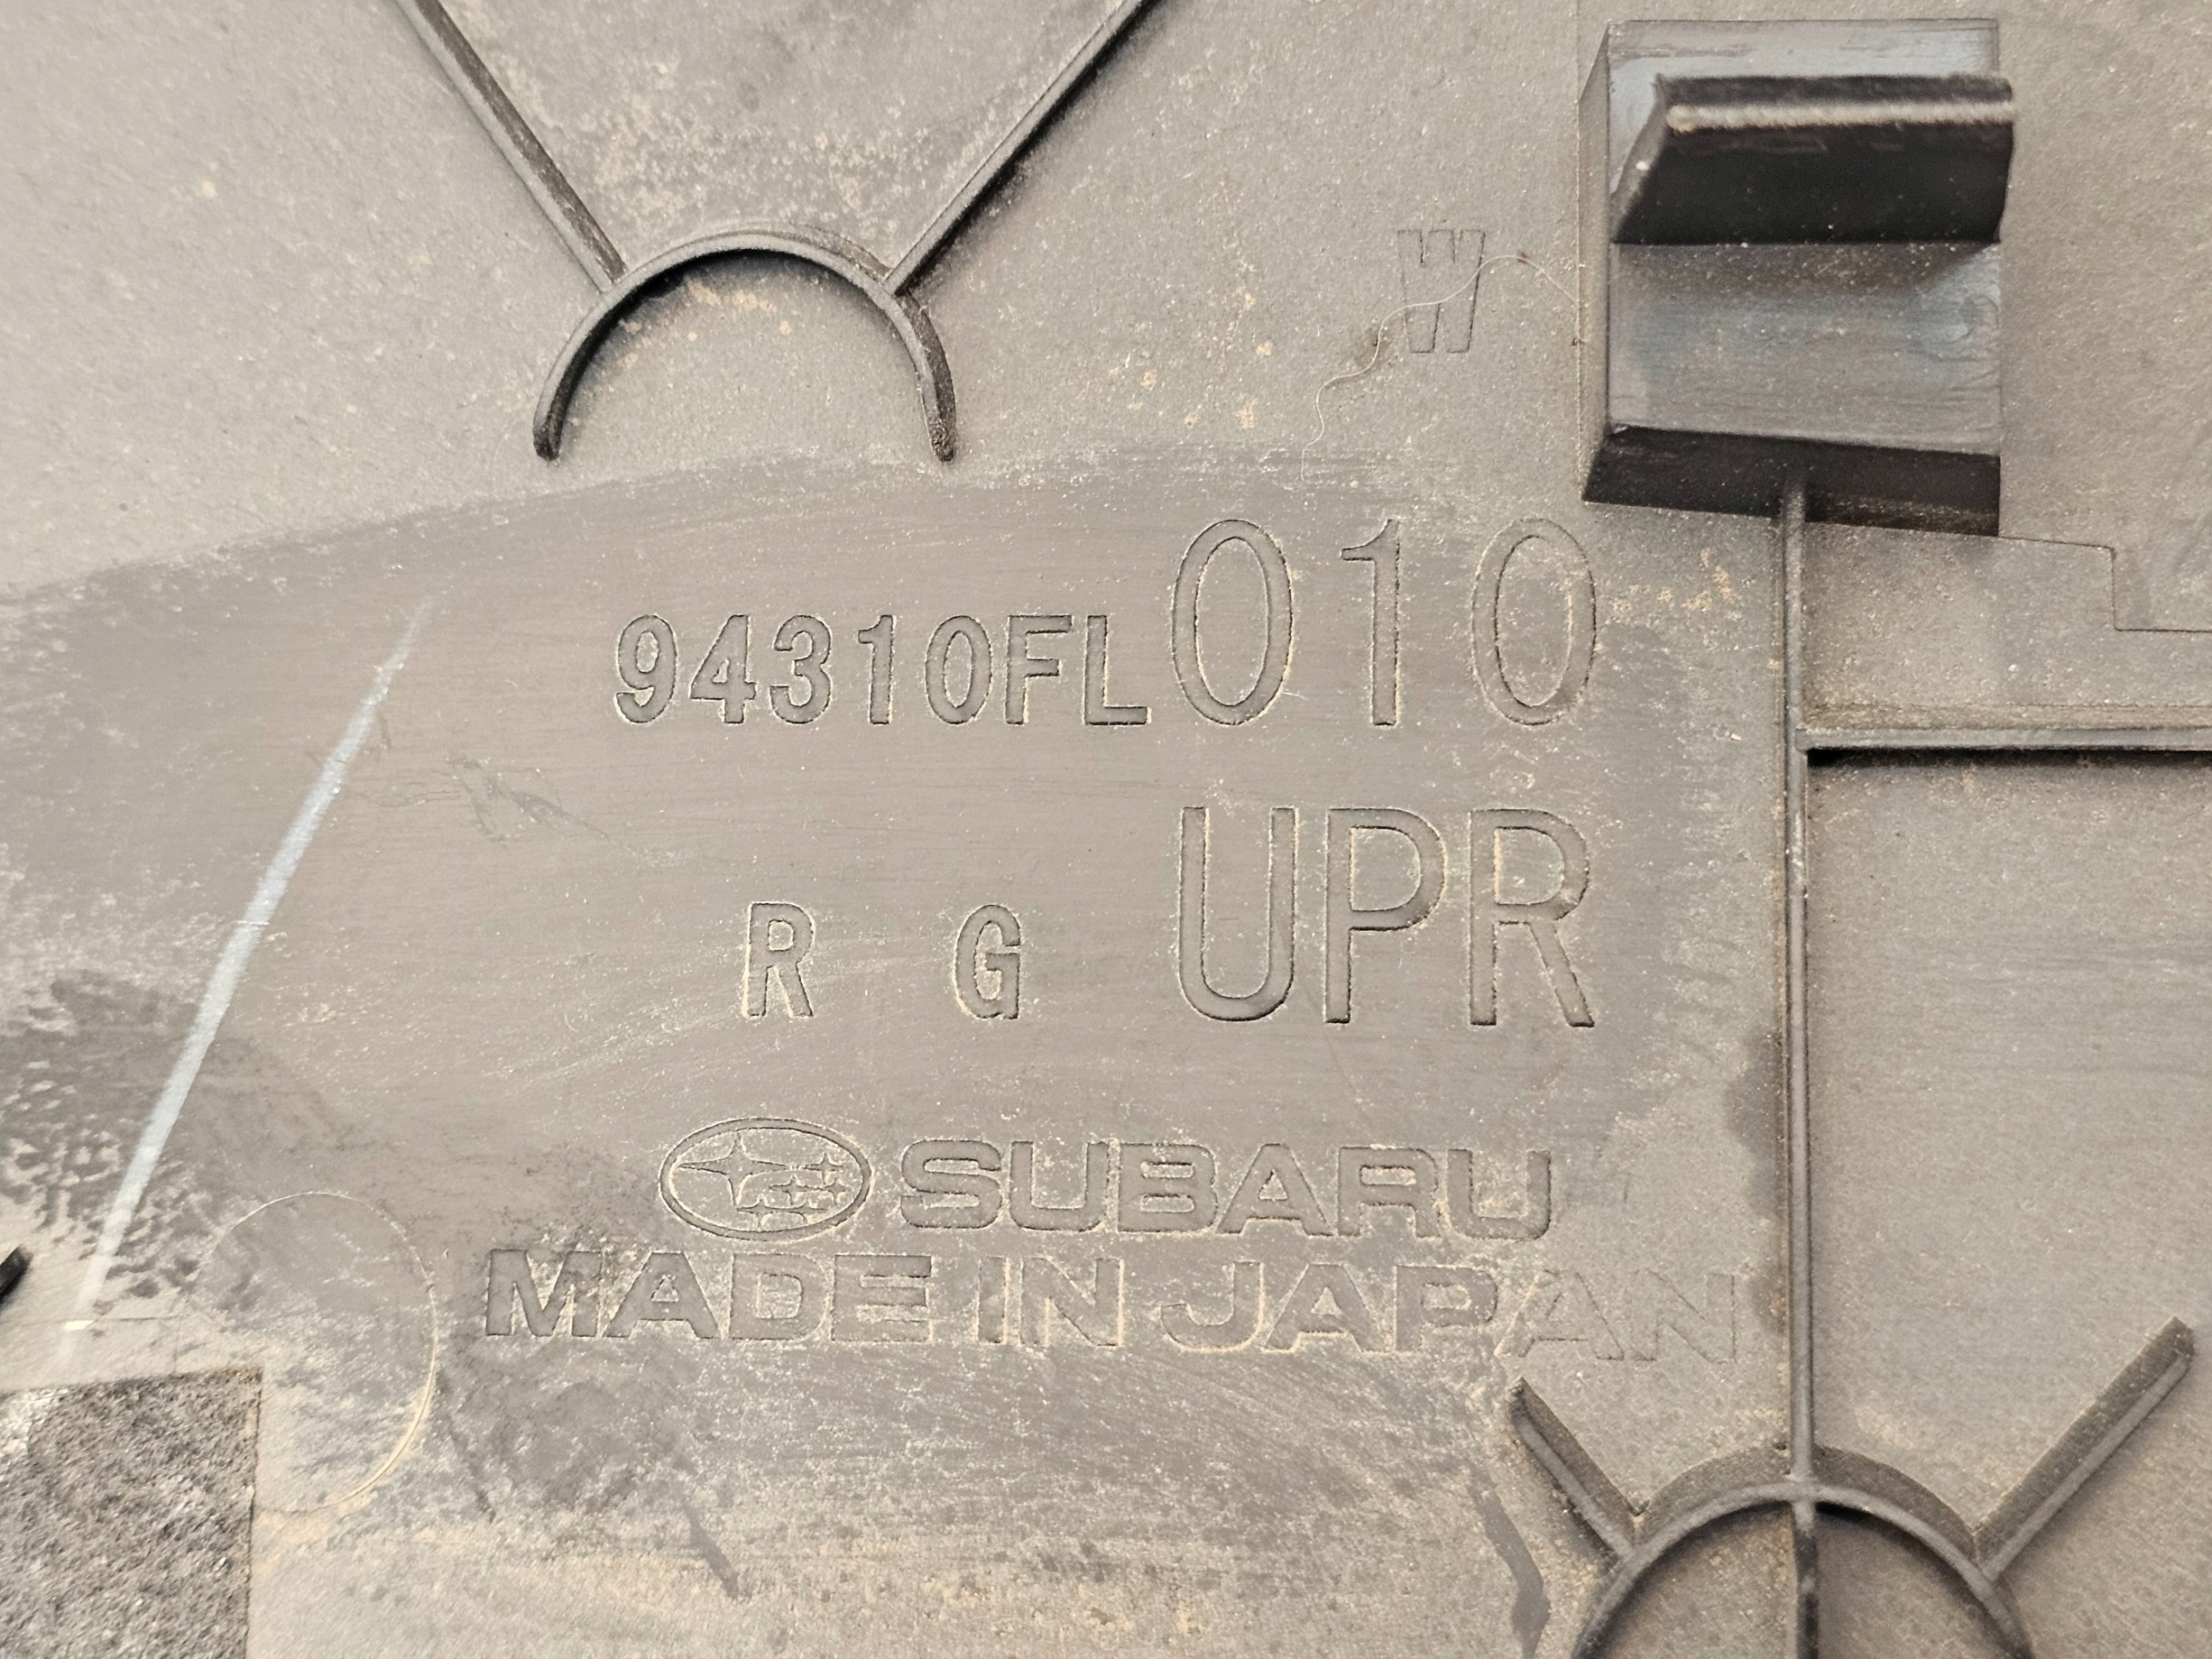 W
94310FL010
R G UPR
SUBARU
MADE IN JAPAN